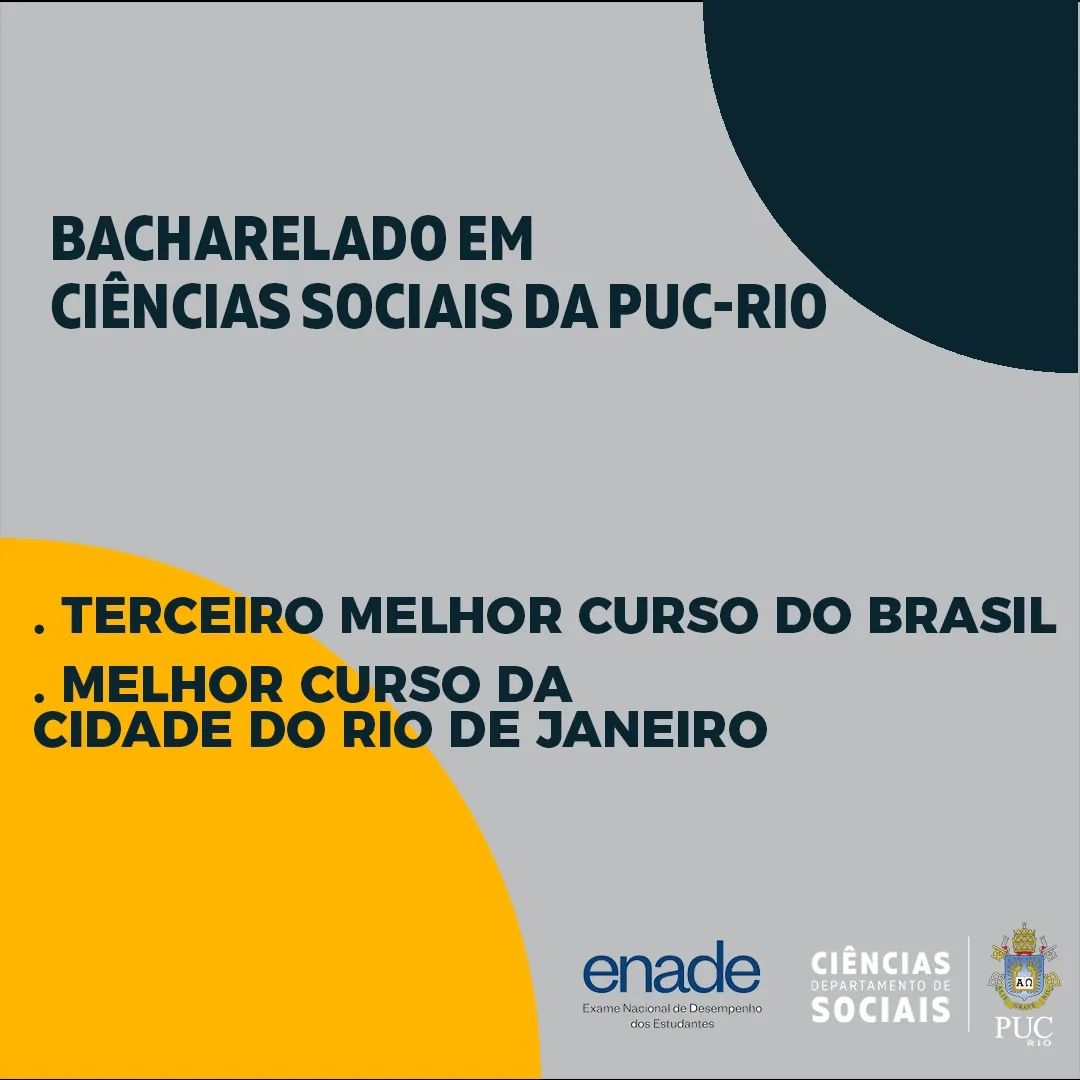 BACHARELADO EM
CIÊNCIAS SOCIAIS DA PUC-RIO
. TERCEIRO MELHOR CURSO DO BRASIL
. MELHOR CURSO DA
CIDADE DO RIO DE JANEIRO
enade
Exame Nacional de Desempenho
dos Estudantes
CIÊNCIAS
DEPARTAMENTO DE
SOCIAIS
ΑΩ
PUC
RIO